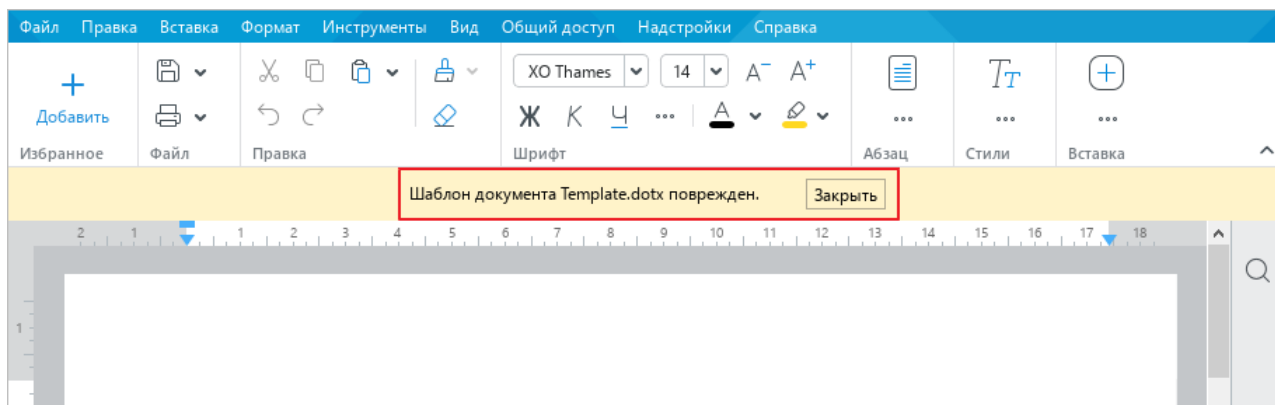 Файл Правка Вставка Формат Инструменты Вид Общий доступ Надстройки Справка
XO Thames 14 A⁻ A⁺
Добавить
Ж К Ч А
Избранное Файл Правка Шрифт Абзац Стили Вставка
Шаблон документа Template.dotx поврежден. Закрыть
2 1 1 2 3 4 5 6 7 8 9 10 11 12 13 14 15 16 17 18
1